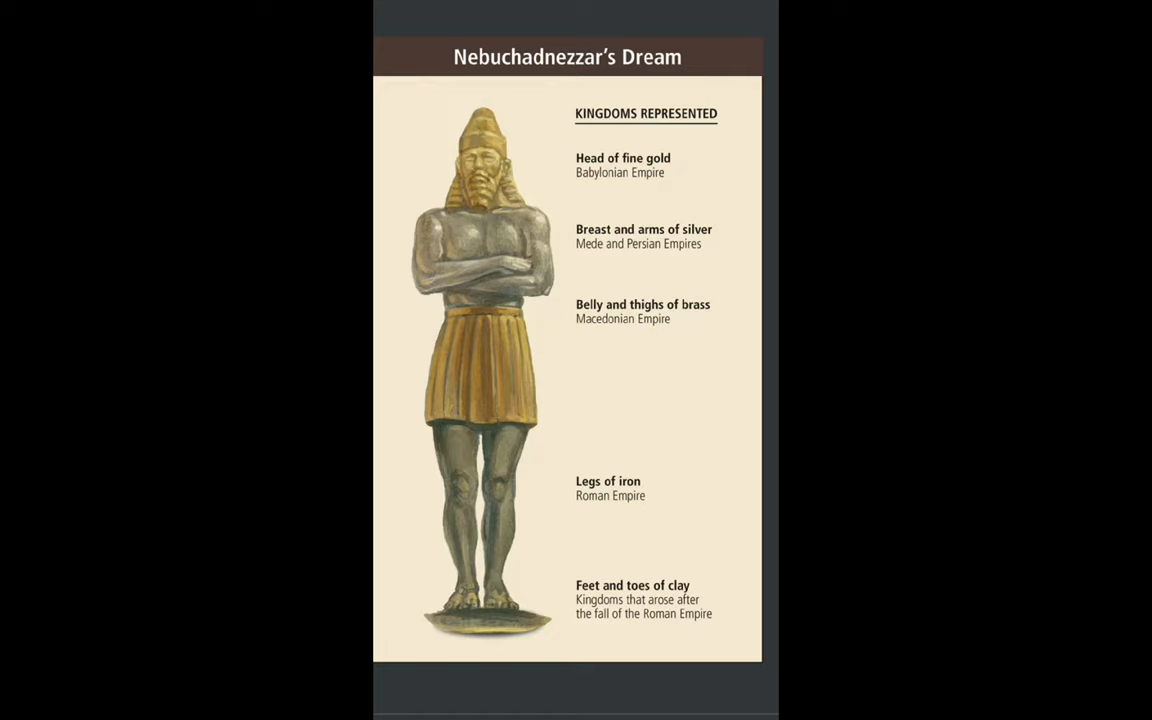 Nebuchadnezzar's Dream
KINGDOMS REPRESENTED
Head of fine gold
Babylonian Empire
Breast and arms of silver
Mede and Persian Empires
Belly and thighs of brass
Macedonian Empire
Legs of iron
Roman Empire
Feet and toes of clay
Kingdoms that arose after
the fall of the Roman Empire